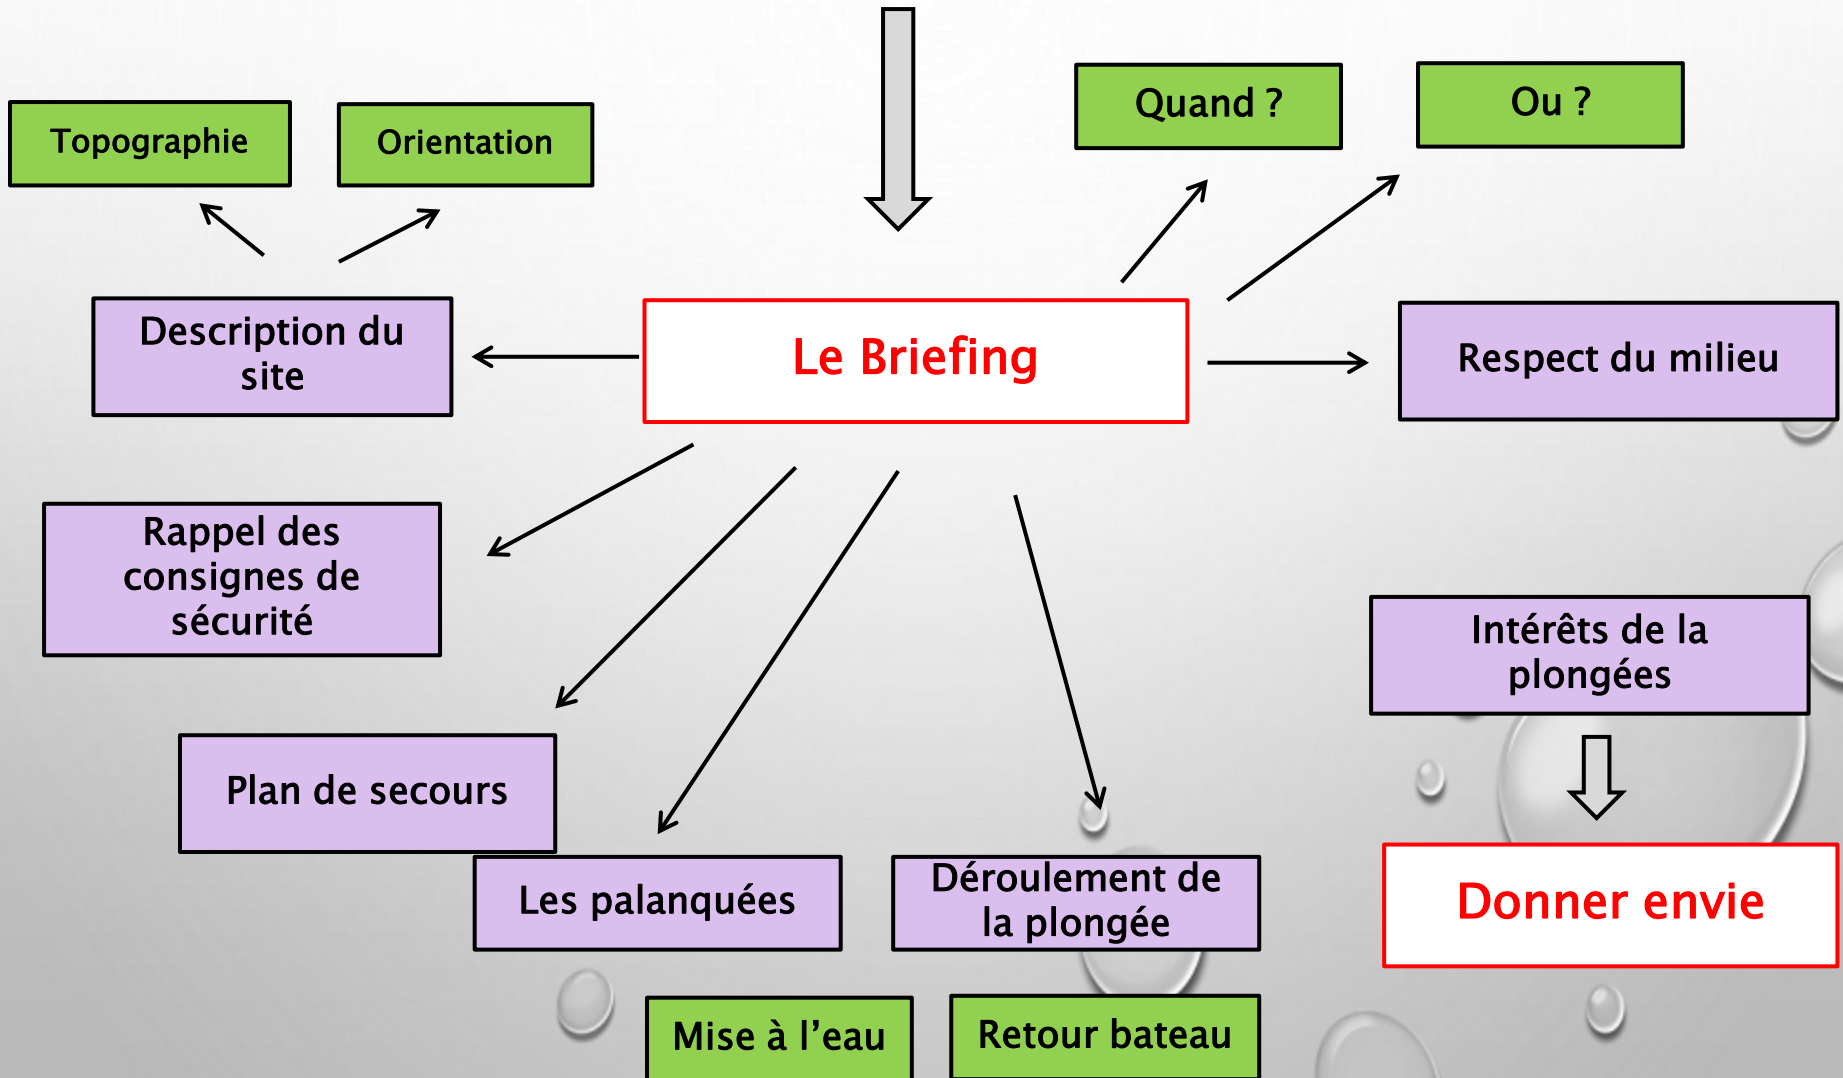 Quand ?
Ou ?
Topographie
Orientation
Description du
site
Le Briefing
Respect du milieu
Rappel des
consignes de
sécurité
Intérêts de la
plongées
Plan de secours
Les palanquées
Déroulement de
la plongée
Donner envie
Mise à l’eau
Retour bateau